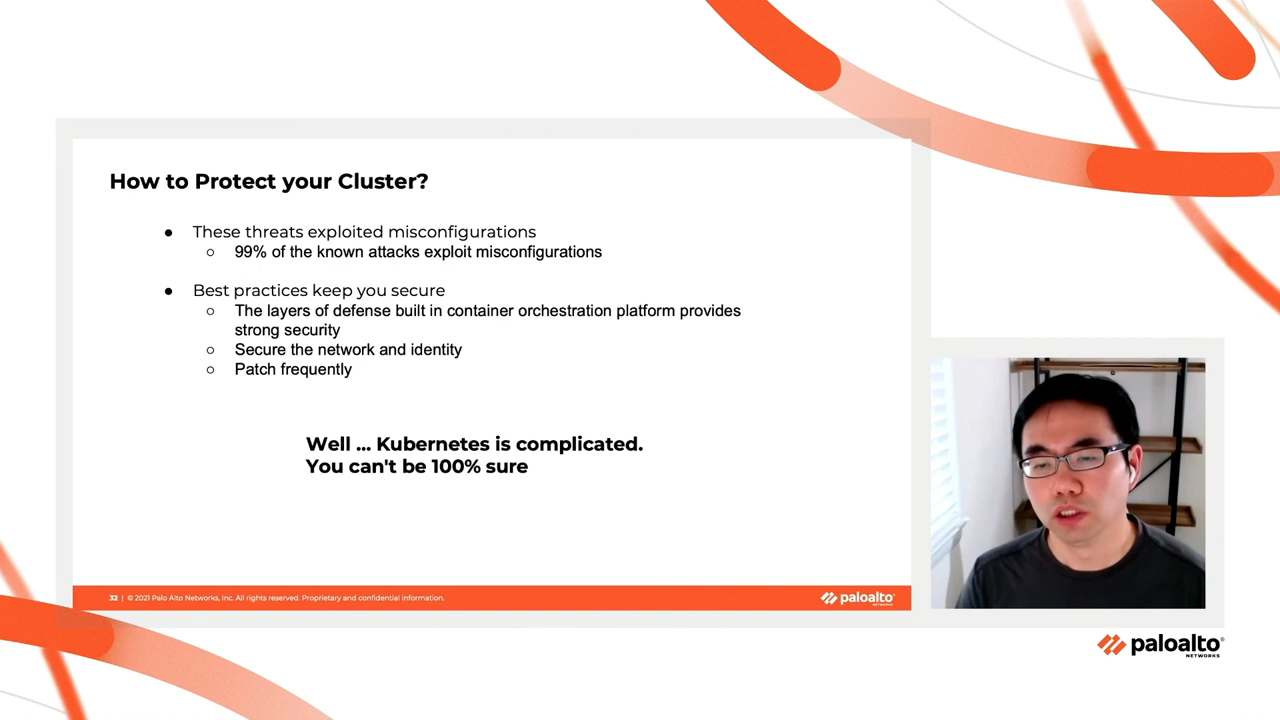 How to Protect your Cluster?
● These threats exploited misconfigurations
○ 99% of the known attacks exploit misconfigurations
● Best practices keep you secure
○ The layers of defense built in container orchestration platform provides
strong security
○ Secure the network and identity
○ Patch frequently
Well ... Kubernetes is complicated.
You can't be 100% sure
32 | © 2021 Palo Alto Networks, Inc. All rights reserved. Proprietary and confidential information.
paloalto®
NETWORKS
paloalto®
NETWORKS